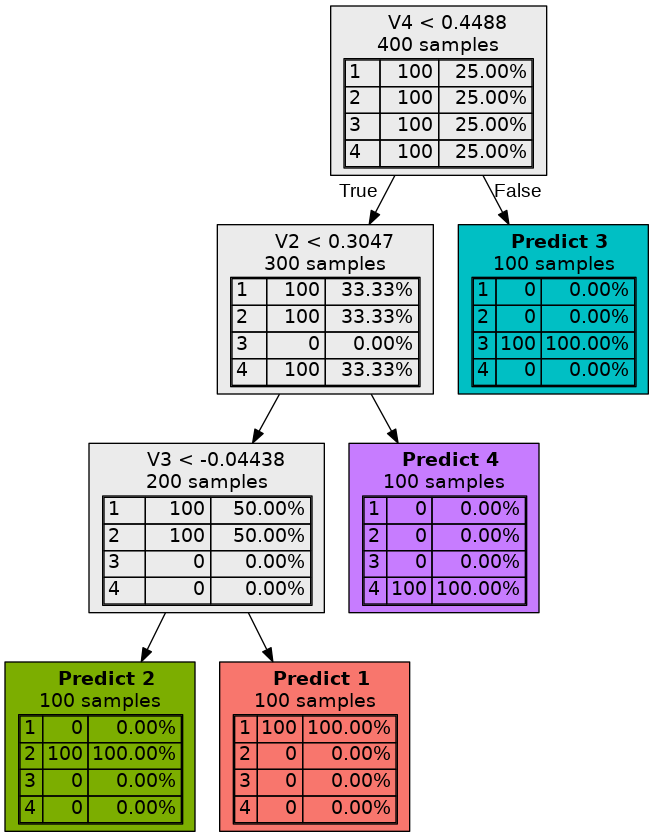 V4 < 0.4488
400 samples
1 100 25.00%
2 100 25.00%
3 100 25.00%
4 100 25.00%
True
False
V2 < 0.3047
300 samples
1 100 33.33%
2 100 33.33%
3 0 0.00%
4 100 33.33%
Predict 3
100 samples
1 0 0.00%
2 0 0.00%
3 100 100.00%
4 0 0.00%
V3 < -0.04438
200 samples
1 100 50.00%
2 100 50.00%
3 0 0.00%
4 0 0.00%
Predict 4
100 samples
1 0 0.00%
2 0 0.00%
3 0 0.00%
4 100 100.00%
Predict 2
100 samples
1 0 0.00%
2 100 100.00%
3 0 0.00%
4 0 0.00%
Predict 1
100 samples
1 100 100.00%
2 0 0.00%
3 0 0.00%
4 0 0.00%